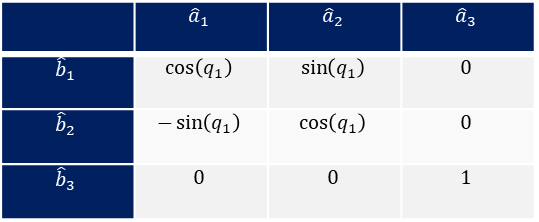 â₁ â₂ â₃
b̂₁ cos(q₁) sin(q₁) 0
b̂₂ − sin(q₁) cos(q₁) 0
b̂₃ 0 0 1